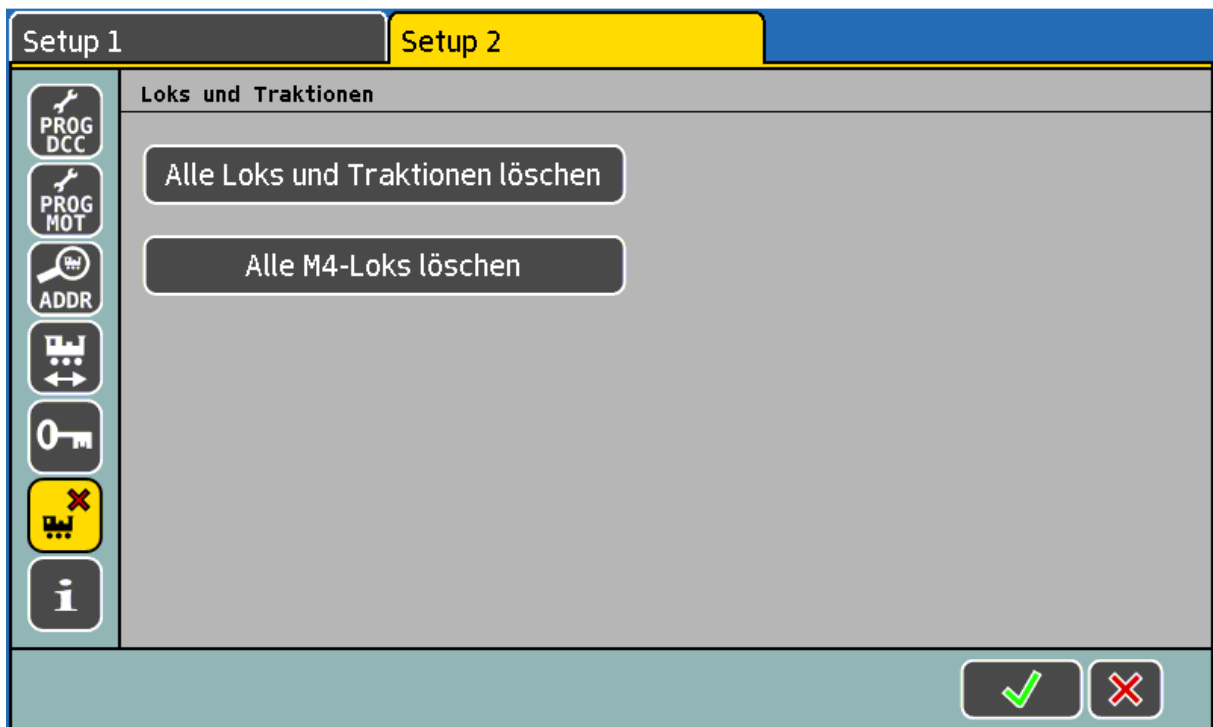 Setup 1
Setup 2
PROG
DCC
PROG
MOT
ADDR
i
Loks und Traktionen
Alle Loks und Traktionen löschen
Alle M4-Loks löschen